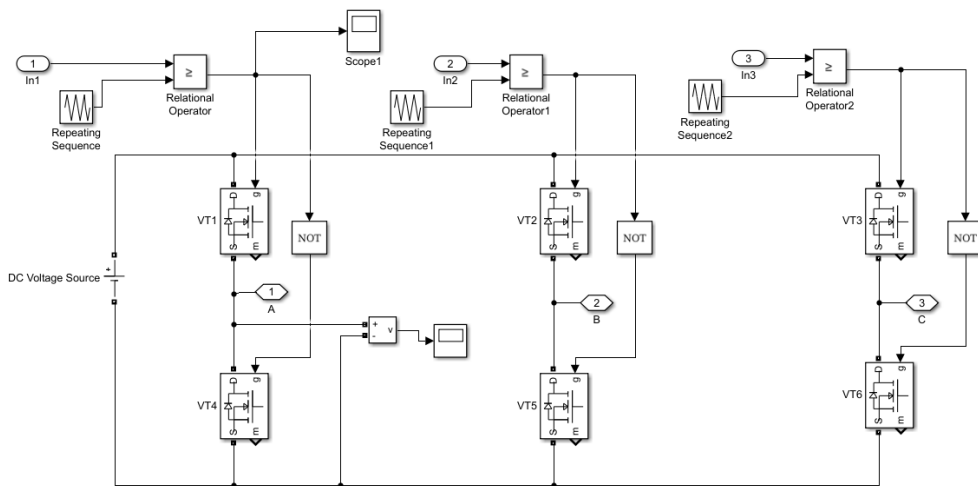 1
In1
≥
Relational
Operator
Repeating
Sequence
Scope1
2
In2
≥
Relational
Operator1
Repeating
Sequence1
3
In3
≥
Relational
Operator2
Repeating
Sequence2
DC Voltage Source
+
VT1
D
g
S
m
NOT
VT2
D
g
S
m
NOT
VT3
D
g
S
m
NOT
1
A
2
B
3
C
+
-
v
VT4
D
g
S
m
VT5
D
g
S
m
VT6
D
g
S
m